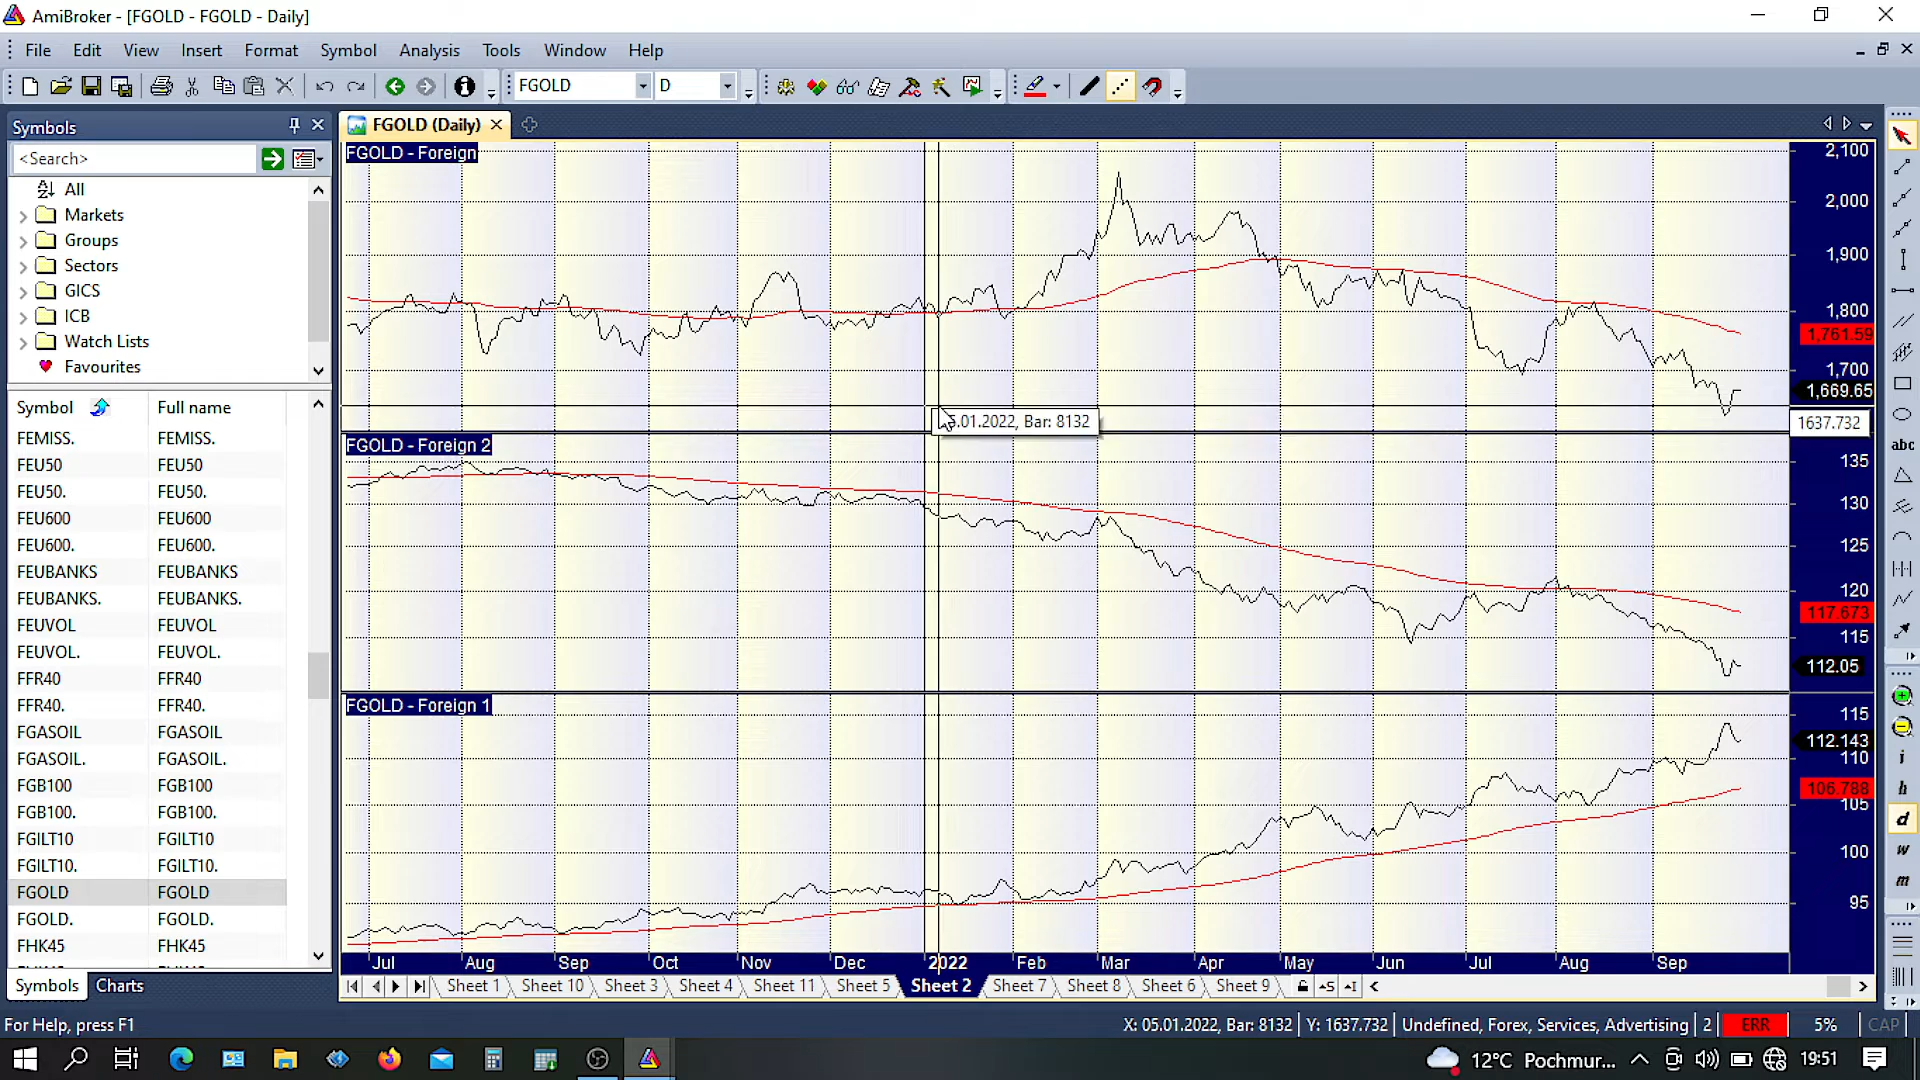 AmiBroker - [FGOLD - FGOLD - Daily]
File Edit View Insert Format Symbol Analysis Tools Window Help
FGOLD D
Symbols
<Search>
All
Markets
Groups
Sectors
GICS
ICB
Watch Lists
Favourites
Symbol Full name
FEMISS. FEMISS.
FEU50 FEU50
FEU50. FEU50.
FEU600 FEU600
FEU600. FEU600.
FEUBANKS FEUBANKS
FEUBANKS. FEUBANKS.
FEUVOL FEUVOL
FEUVOL. FEUVOL.
FFR40 FFR40
FFR40. FFR40.
FGASOIL FGASOIL
FGASOIL. FGASOIL.
FGB100 FGB100
FGB100. FGB100.
FGILT10 FGILT10
FGILT10. FGILT10.
FGOLD FGOLD
FGOLD. FGOLD.
FHK45 FHK45
Symbols Charts
FGOLD (Daily)
FGOLD - Foreign
2,100
2,000
1,900
1,800
1,761.59
1,700
1,669.65
1637.732
5.01.2022, Bar: 8132
FGOLD - Foreign 2
135
130
125
120
117.673
115
112.05
FGOLD - Foreign 1
115
112.143
110
106.788
105
100
95
Jul Aug Sep Oct Nov Dec 2022 Feb Mar Apr May Jun Jul Aug Sep
Sheet 1 Sheet 10 Sheet 3 Sheet 4 Sheet 11 Sheet 5 Sheet 2 Sheet 7 Sheet 8 Sheet 6 Sheet 9
abc
i
h
d
w
m
For Help, press F1
X: 05.01.2022, Bar: 8132 Y: 1637.732 Undefined, Forex, Services, Advertising 2 ERR 5% CAP
12°C Pochmur... 19:51